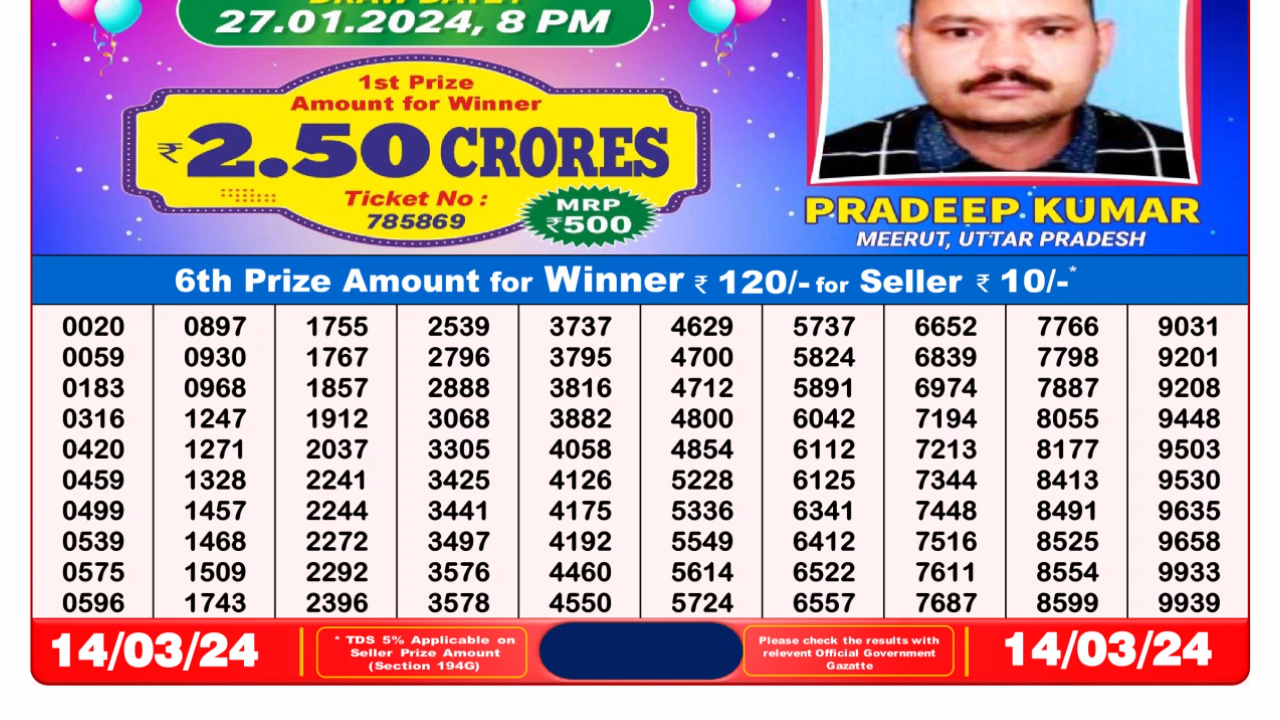 27.01.2024, 8 PM
1st Prize
Amount for Winner
₹2.50 CRORES
Ticket No :
785869
MRP
₹500
PRADEEP KUMAR
MEERUT, UTTAR PRADESH
6th Prize Amount for Winner ₹ 120/- for Seller ₹ 10/-*
0020 0897 1755 2539 3737 4629 5737 6652 7766 9031
0059 0930 1767 2796 3795 4700 5824 6839 7798 9201
0183 0968 1857 2888 3816 4712 5891 6974 7887 9208
0316 1247 1912 3068 3882 4800 6042 7194 8055 9448
0420 1271 2037 3305 4058 4854 6112 7213 8177 9503
0459 1328 2241 3425 4126 5228 6125 7344 8413 9530
0499 1457 2244 3441 4175 5336 6341 7448 8491 9635
0539 1468 2272 3497 4192 5549 6412 7516 8525 9658
0575 1509 2292 3576 4460 5614 6522 7611 8554 9933
0596 1743 2396 3578 4550 5724 6557 7687 8599 9939
14/03/24
* TDS 5% Applicable on
Seller Prize Amount
(Section 194G)
Please check the results with
relevent Official Government
Gazatte
14/03/24